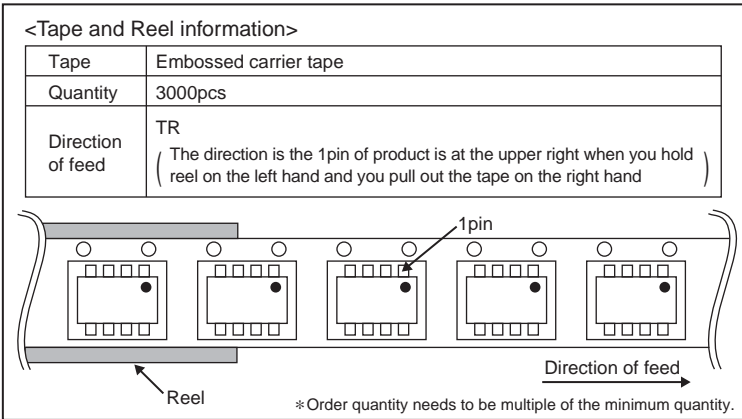 <Tape and Reel information>
Tape Embossed carrier tape
Quantity 3000pcs
Direction of feed TR
( The direction is the 1pin of product is at the upper right when you hold
reel on the left hand and you pull out the tape on the right hand )
1pin
Direction of feed
Reel
∗Order quantity needs to be multiple of the minimum quantity.